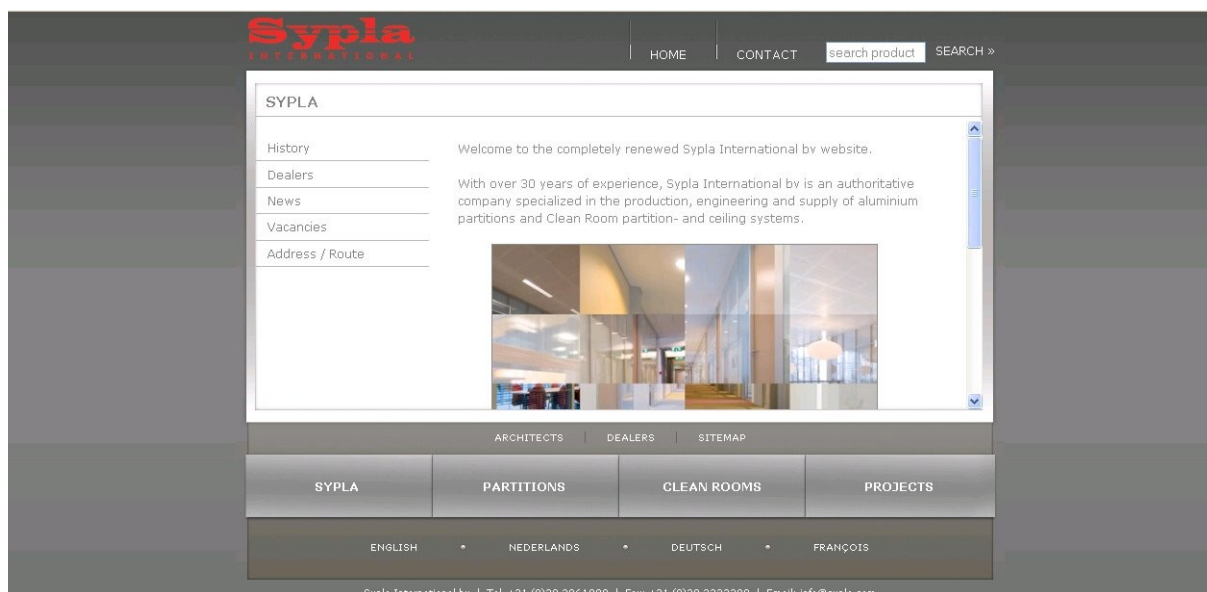 Sypla
INTERNATIONAL
HOME
CONTACT
search product
SEARCH »
SYPLA
History
Dealers
News
Vacancies
Address / Route
Welcome to the completely renewed Sypla International bv website.
With over 30 years of experience, Sypla International bv is an authoritative
company specialized in the production, engineering and supply of aluminium
partitions and Clean Room partition- and ceiling systems.
ARCHITECTS
DEALERS
SITEMAP
SYPLA
PARTITIONS
CLEAN ROOMS
PROJECTS
ENGLISH • NEDERLANDS • DEUTSCH • FRANÇOIS